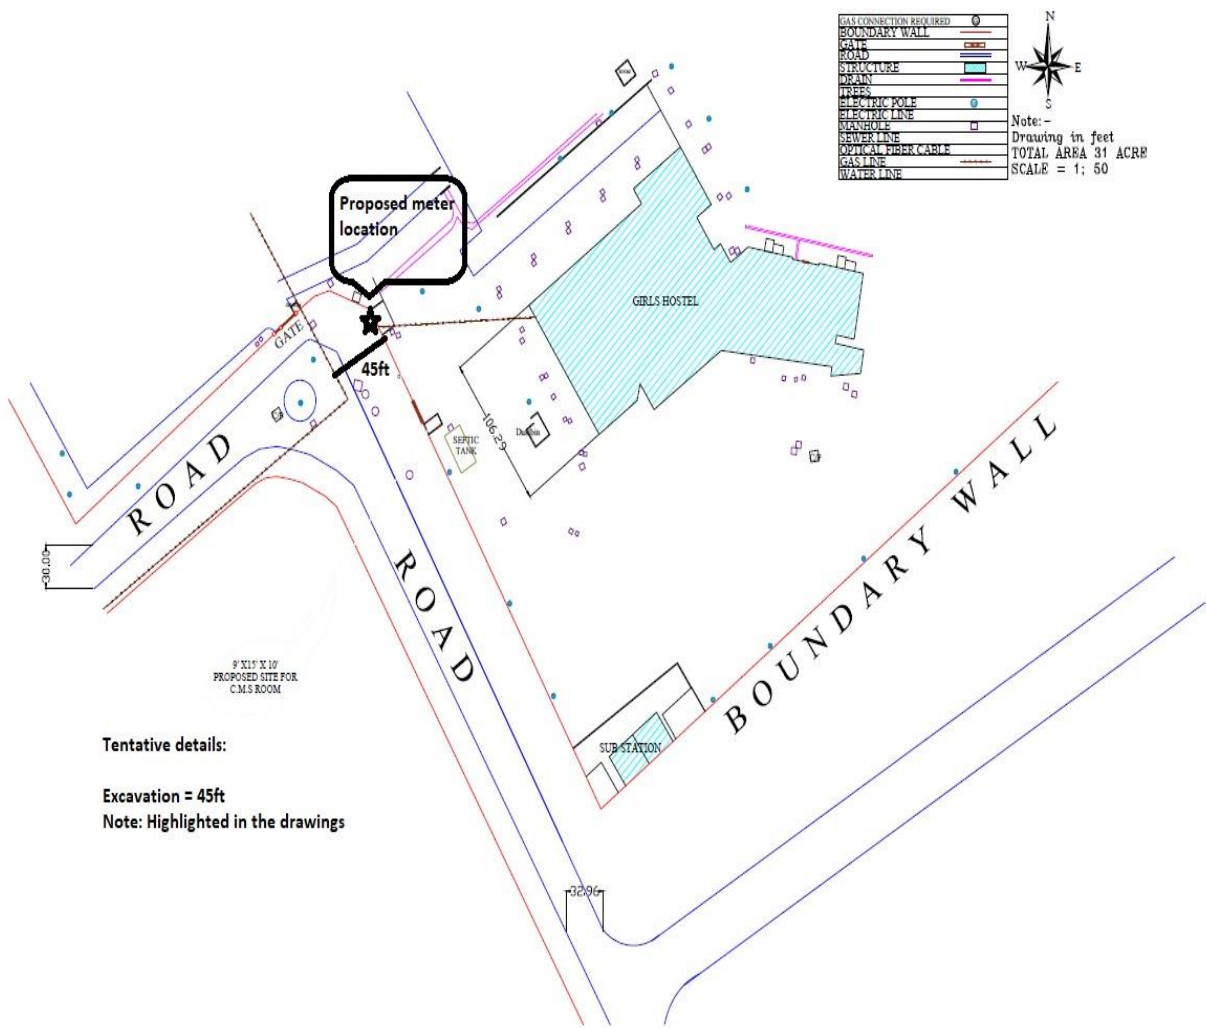 GAS CONNECTION REQUIRED
BOUNDARY WALL
GATE
ROAD
STRUCTURE
DRAIN
TREES
ELECTRIC POLE
ELECTRIC LINE
MANHOLE
SEWER LINE
OPTICAL FIBER CABLE
GAS LINE
WATER LINE
N
W
E
S
Note:-
Drawing in feet
TOTAL AREA 31 ACRE
SCALE = 1; 50
Proposed meter
location
GIRLS HOSTEL
GATE
45ft
106.29
Dustbin
SEPTIC
TANK
ROAD
30.00
ROAD
BOUNDARY WALL
9' X15' X 10'
PROPOSED SITE FOR
C.M.S ROOM
SUB STATION
Tentative details:
Excavation = 45ft
Note: Highlighted in the drawings
32.96